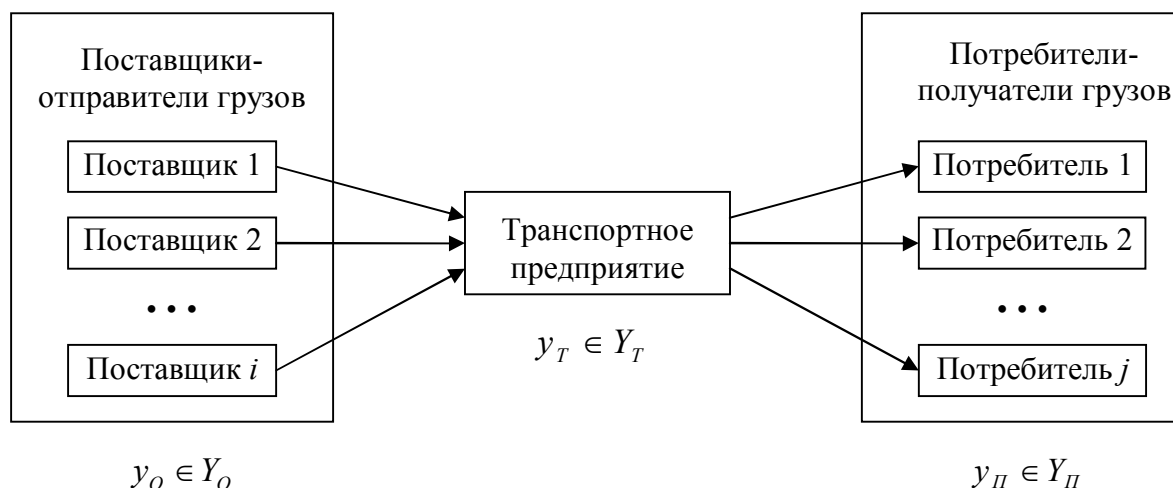 Поставщики-
отправители грузов
Поставщик 1
Поставщик 2
• • •
Поставщик i
y_O ∈ Y_O
Транспортное
предприятие
y_T ∈ Y_T
Потребители-
получатели грузов
Потребитель 1
Потребитель 2
• • •
Потребитель j
y_П ∈ Y_П